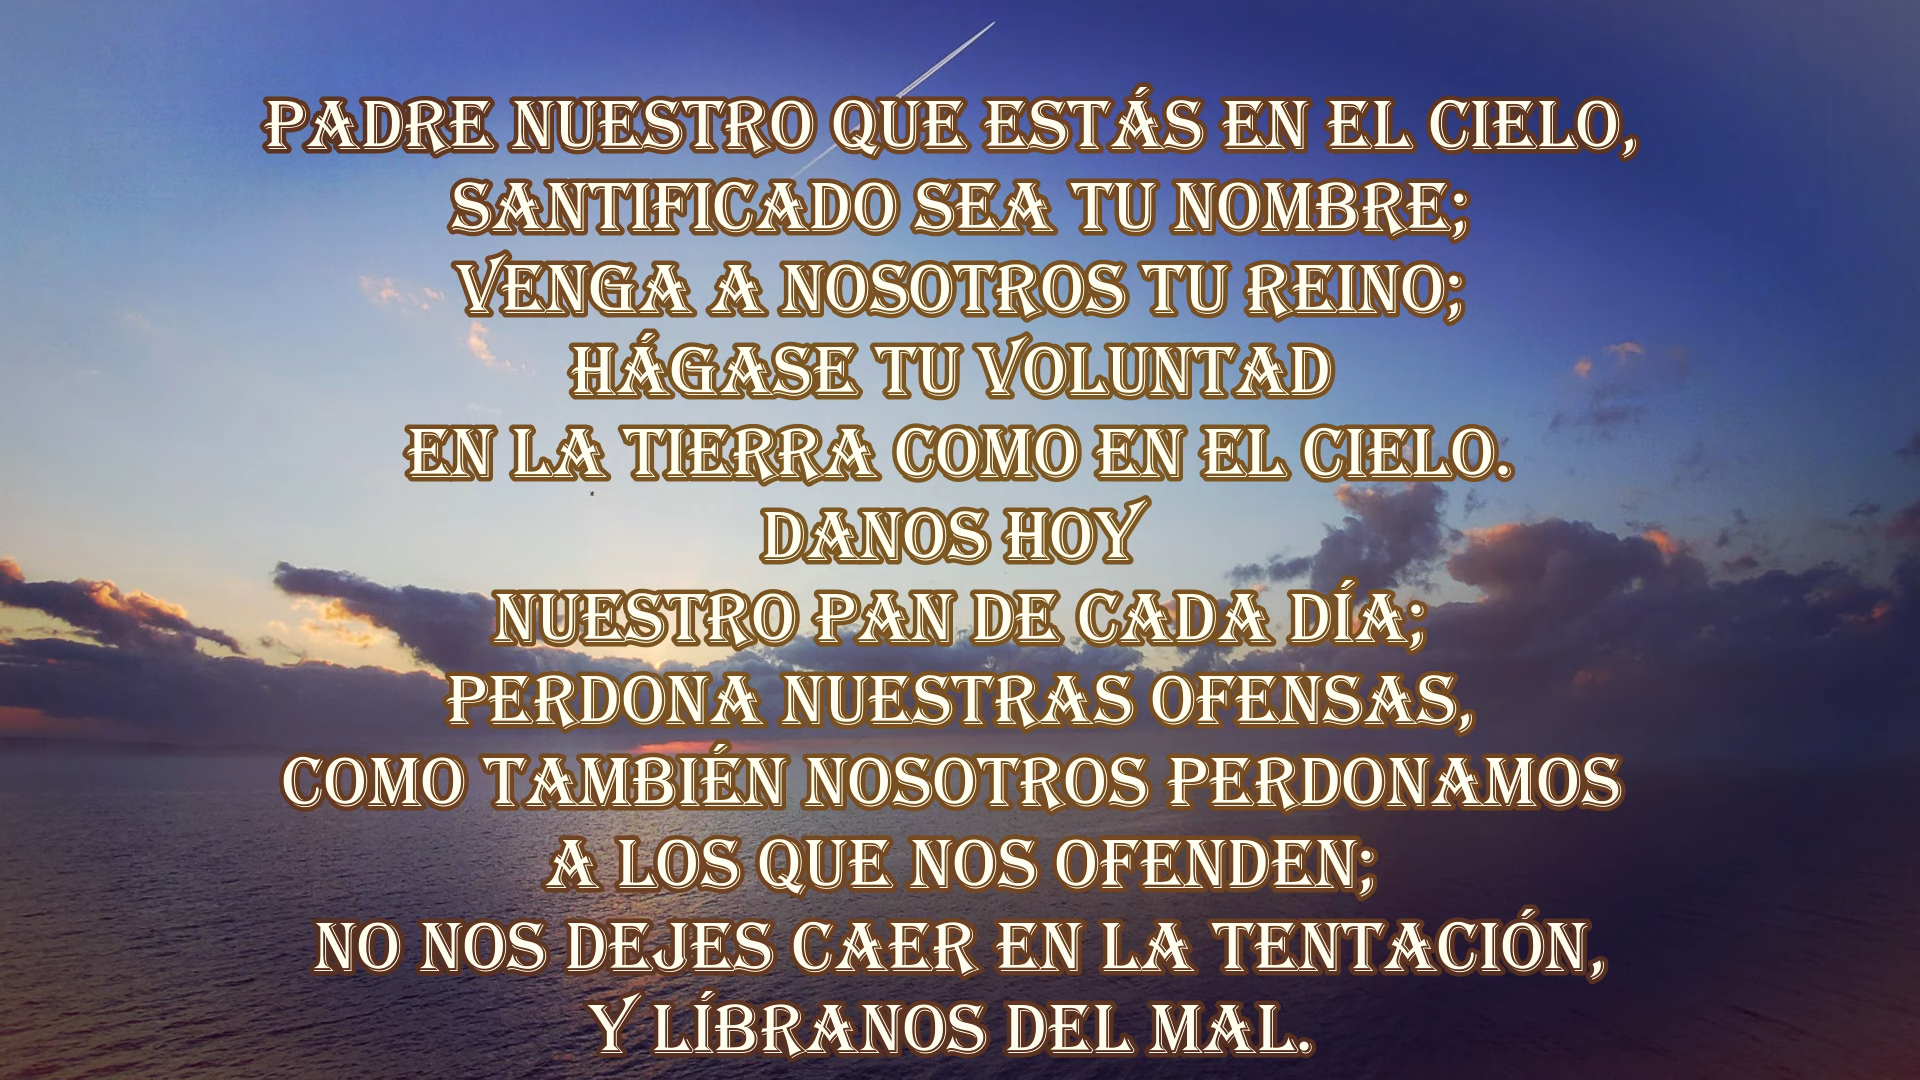 PADRE NUESTRO QUE ESTÁS EN EL CIELO,
SANTIFICADO SEA TU NOMBRE;
VENGA A NOSOTROS TU REINO;
HÁGASE TU VOLUNTAD
EN LA TIERRA COMO EN EL CIELO.
DANOS HOY
NUESTRO PAN DE CADA DÍA;
PERDONA NUESTRAS OFENSAS,
COMO TAMBIÉN NOSOTROS PERDONAMOS
A LOS QUE NOS OFENDEN;
NO NOS DEJES CAER EN LA TENTACIÓN,
Y LÍBRANOS DEL MAL.